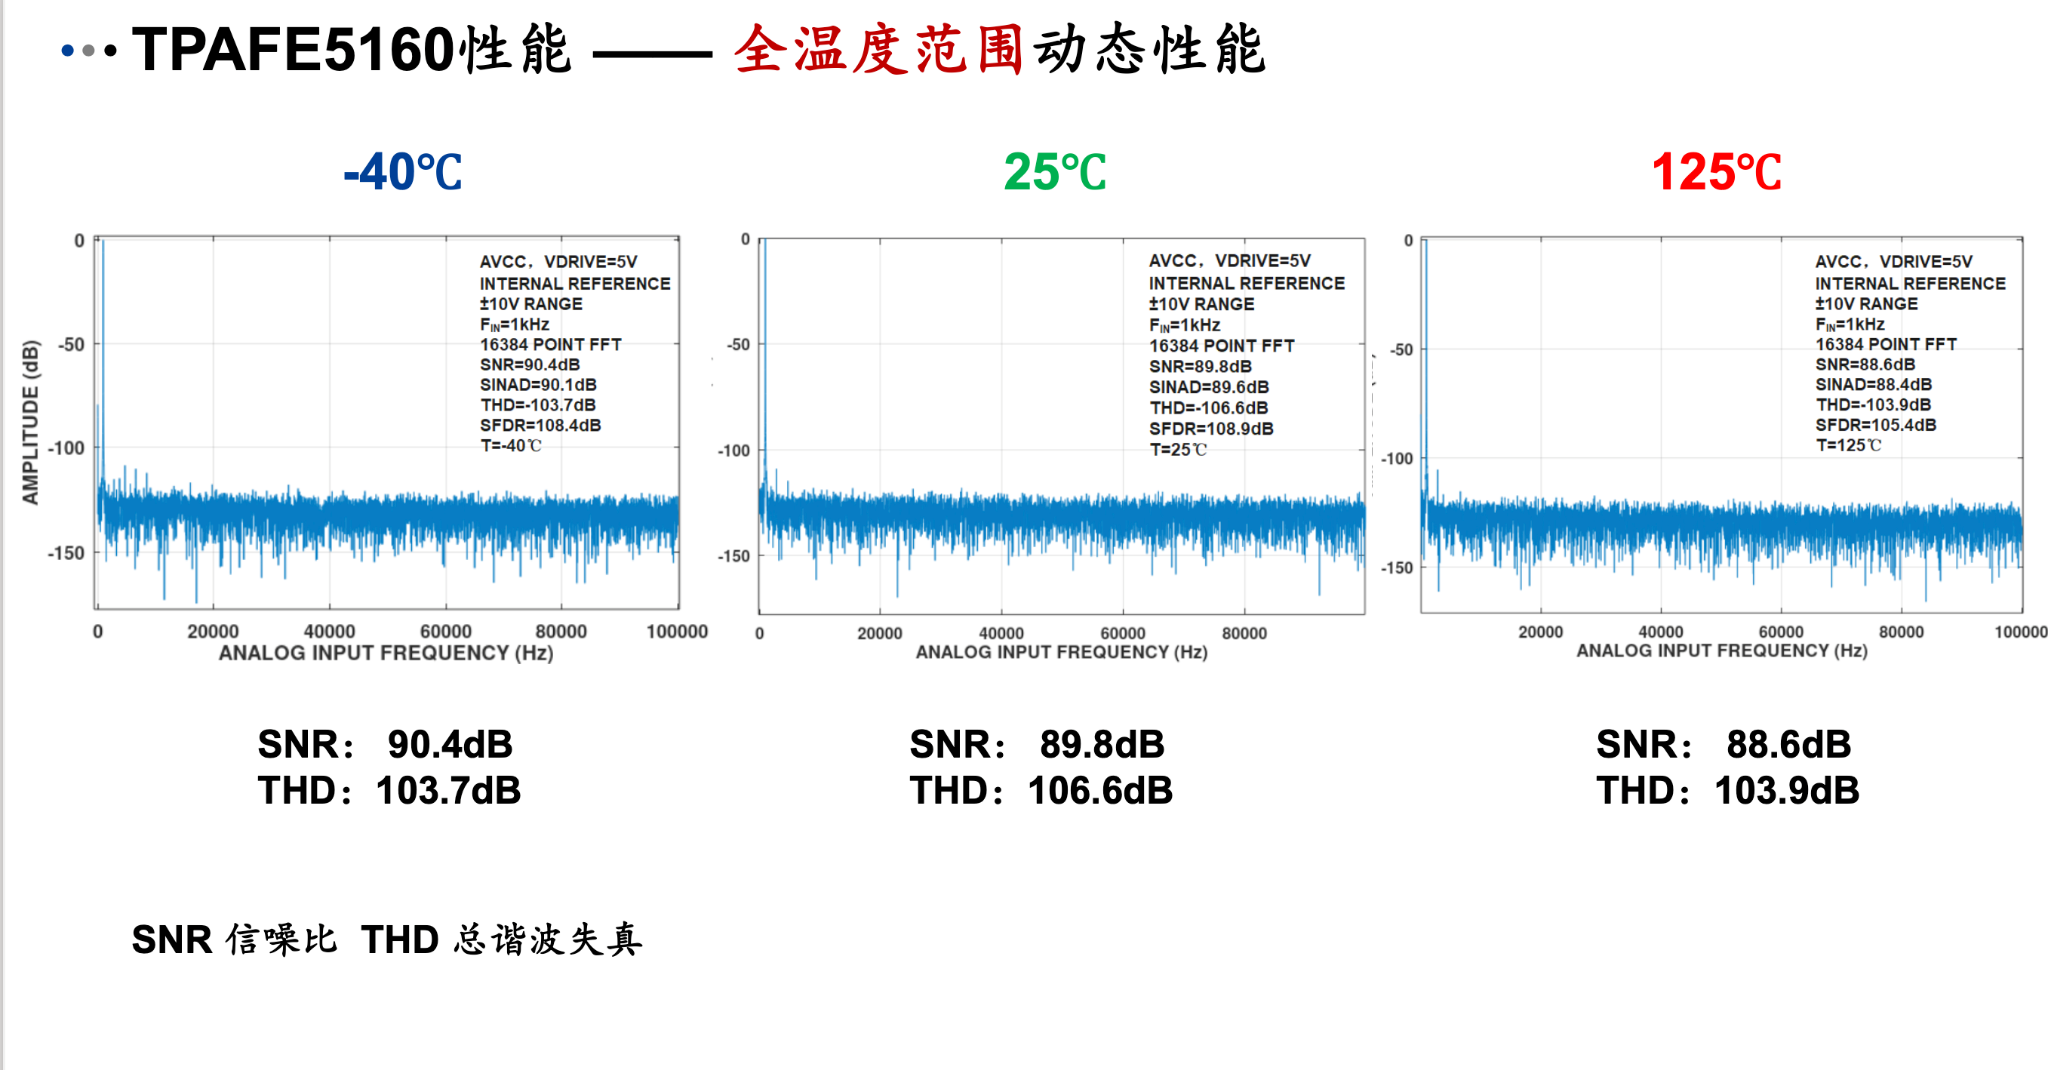 TPAFE5160性能 —— 全温度范围动态性能
-40℃
25℃
125℃
0
-50
-100
-150
AMPLITUDE (dB)
AVCC，VDRIVE=5V
INTERNAL REFERENCE
±10V RANGE
FIN=1kHz
16384 POINT FFT
SNR=90.4dB
SINAD=90.1dB
THD=-103.7dB
SFDR=108.4dB
T=-40℃
0 20000 40000 60000 80000 100000
ANALOG INPUT FREQUENCY (Hz)
0
-50
-100
-150
AVCC，VDRIVE=5V
INTERNAL REFERENCE
±10V RANGE
FIN=1kHz
16384 POINT FFT
SNR=89.8dB
SINAD=89.6dB
THD=-106.6dB
SFDR=108.9dB
T=25℃
0 20000 40000 60000 80000
ANALOG INPUT FREQUENCY (Hz)
0
-50
-100
-150
AVCC，VDRIVE=5V
INTERNAL REFERENCE
±10V RANGE
FIN=1kHz
16384 POINT FFT
SNR=88.6dB
SINAD=88.4dB
THD=-103.9dB
SFDR=105.4dB
T=125℃
20000 40000 60000 80000 100000
ANALOG INPUT FREQUENCY (Hz)
SNR： 90.4dB
THD：103.7dB
SNR： 89.8dB
THD：106.6dB
SNR： 88.6dB
THD：103.9dB
SNR 信噪比 THD 总谐波失真